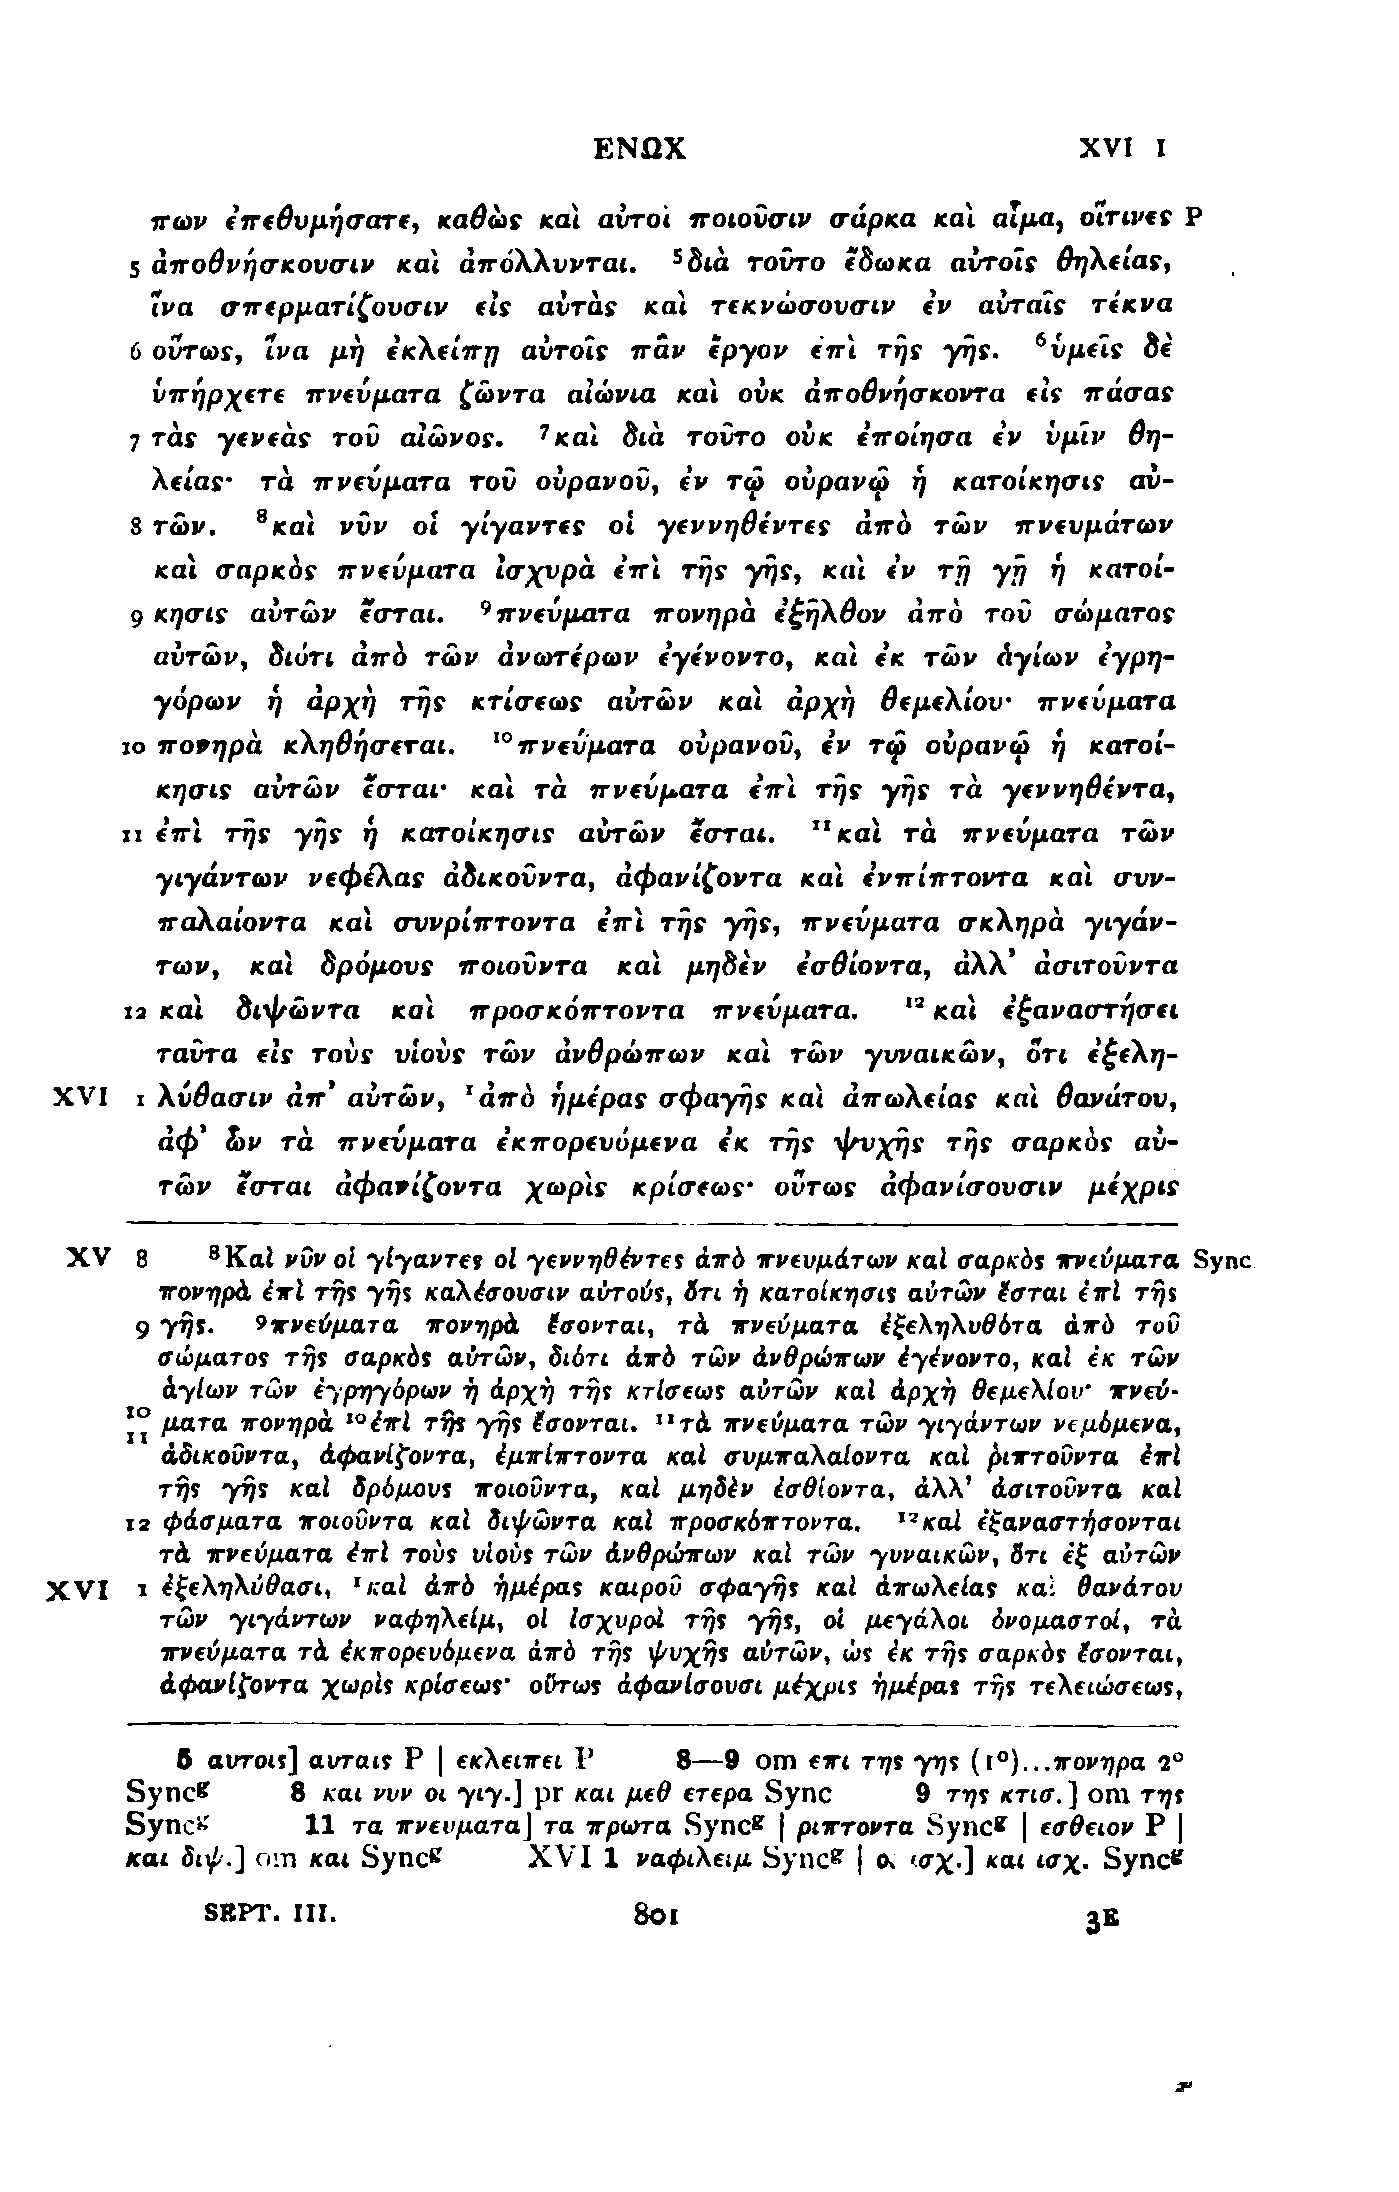 ΕΝΩΧ XVI 1
πων ἐπεθυμήσατε, καθὼς καὶ αὐτοὶ ποιοῦσιν σάρκα καὶ αἷμα, οἵτινες P
5 ἀποθνήσκουσιν καὶ ἀπόλλυνται. ⁵διὰ τοῦτο ἔδωκα αὐτοῖς θηλείας,
ἵνα σπερματίζουσιν εἰς αὐτὰς καὶ τεκνώσουσιν ἐν αὐταῖς τέκνα
6 οὕτως, ἵνα μὴ ἐκλείπῃ αὐτοῖς πᾶν ἔργον ἐπὶ τῆς γῆς. ⁶ὑμεῖς δὲ
ὑπήρχετε πνεύματα ζῶντα αἰώνια καὶ οὐκ ἀποθνήσκοντα εἰς πάσας
7 τὰς γενεὰς τοῦ αἰῶνος. ⁷καὶ διὰ τοῦτο οὐκ ἐποίησα ἐν ὑμῖν θη-
λείας· τὰ πνεύματα τοῦ οὐρανοῦ, ἐν τῷ οὐρανῷ ἡ κατοίκησις αὐ-
8 τῶν. ⁸καὶ νῦν οἱ γίγαντες οἱ γεννηθέντες ἀπὸ τῶν πνευμάτων
καὶ σαρκὸς πνεύματα ἰσχυρὰ ἐπὶ τῆς γῆς, καὶ ἐν τῇ γῇ ἡ κατοί-
9 κησις αὐτῶν ἔσται. ⁹πνεύματα πονηρὰ ἐξῆλθον ἀπὸ τοῦ σώματος
αὐτῶν, διότι ἀπὸ τῶν ἀνωτέρων ἐγένοντο, καὶ ἐκ τῶν ἁγίων ἐγρη-
γόρων ἡ ἀρχὴ τῆς κτίσεως αὐτῶν καὶ ἀρχὴ θεμελίου· πνεύματα
10 πονηρὰ κληθήσεται. ¹⁰πνεύματα οὐρανοῦ, ἐν τῷ οὐρανῷ ἡ κατοί-
κησις αὐτῶν ἔσται· καὶ τὰ πνεύματα ἐπὶ τῆς γῆς τὰ γεννηθέντα,
11 ἐπὶ τῆς γῆς ἡ κατοίκησις αὐτῶν ἔσται. ¹¹καὶ τὰ πνεύματα τῶν
γιγάντων νεφέλας ἀδικοῦντα, ἀφανίζοντα καὶ ἐνπίπτοντα καὶ συν-
παλαίοντα καὶ συνρίπτοντα ἐπὶ τῆς γῆς, πνεύματα σκληρὰ γιγάν-
των, καὶ δρόμους ποιοῦντα καὶ μηδὲν ἐσθίοντα, ἀλλ’ ἀσιτοῦντα
12 καὶ διψῶντα καὶ προσκόπτοντα πνεύματα. ¹² καὶ ἐξαναστήσει
ταῦτα εἰς τοὺς υἱοὺς τῶν ἀνθρώπων καὶ τῶν γυναικῶν, ὅτι ἐξελη-
XVI 1 λύθασιν ἀπ’ αὐτῶν, ¹ἀπὸ ἡμέρας σφαγῆς καὶ ἀπωλείας καὶ θανάτου,
ἀφ’ ὧν τὰ πνεύματα ἐκπορευόμενα ἐκ τῆς ψυχῆς τῆς σαρκὸς αὐ-
τῶν ἔσται ἀφανίζοντα χωρὶς κρίσεως· οὕτως ἀφανίσουσιν μέχρις
XV 8 ⁸Καὶ νῦν οἱ γίγαντες οἱ γεννηθέντες ἀπὸ πνευμάτων καὶ σαρκὸς πνεύματα Sync
πονηρὰ ἐπὶ τῆς γῆς καλέσουσιν αὐτούς, ὅτι ἡ κατοίκησις αὐτῶν ἔσται ἐπὶ τῆς
9 γῆς. ⁹πνεύματα πονηρὰ ἔσονται, τὰ πνεύματα ἐξεληλυθότα ἀπὸ τοῦ
σώματος τῆς σαρκὸς αὐτῶν, διότι ἀπὸ τῶν ἀνθρώπων ἐγένοντο, καὶ ἐκ τῶν
ἁγίων τῶν ἐγρηγόρων ἡ ἀρχὴ τῆς κτίσεως αὐτῶν καὶ ἀρχὴ θεμελίου· πνεύ-
10 11 ματα πονηρὰ ¹⁰ἐπὶ τῆς γῆς ἔσονται. ¹¹τὰ πνεύματα τῶν γιγάντων νεμόμενα,
ἀδικοῦντα, ἀφανίζοντα, ἐμπίπτοντα καὶ συμπαλαίοντα καὶ ῥιπτοῦντα ἐπὶ
τῆς γῆς καὶ δρόμους ποιοῦντα, καὶ μηδὲν ἐσθίοντα, ἀλλ’ ἀσιτοῦντα καὶ
12 φάσματα ποιοῦντα καὶ διψῶντα καὶ προσκόπτοντα. ¹²καὶ ἐξαναστήσονται
τὰ πνεύματα ἐπὶ τοὺς υἱοὺς τῶν ἀνθρώπων καὶ τῶν γυναικῶν, ὅτι ἐξ αὐτῶν
XVI 1 ἐξεληλύθασι, ¹καὶ ἀπὸ ἡμέρας καιροῦ σφαγῆς καὶ ἀπωλείας καὶ θανάτου
τῶν γιγάντων ναφηλείμ, οἱ ἰσχυροὶ τῆς γῆς, οἱ μεγάλοι ὀνομαστοί, τὰ
πνεύματα τὰ ἐκπορευόμενα ἀπὸ τῆς ψυχῆς αὐτῶν, ὡς ἐκ τῆς σαρκὸς ἔσονται,
ἀφανίζοντα χωρὶς κρίσεως· οὕτως ἀφανίσουσι μέχρις ἡμέρας τῆς τελειώσεως,
5 αυτοις] αυταις P | εκλειπει P 8—9 om επι της γης (1°)...πονηρα 2°
Syncᵍ 8 και νυν οι γιγ.] pr και μεθ ετερα Sync 9 της κτισ.] om της
Syncᵍ 11 τα πνευματα] τα πρωτα Syncᵍ | ριπτοντα Syncᵍ | εσθειον P |
και διψ.] om και Syncᵍ XVI 1 ναφιλειμ Syncᵍ | οι ισχ.] και ισχ. Syncᵍ
SEPT. III. 801 3E